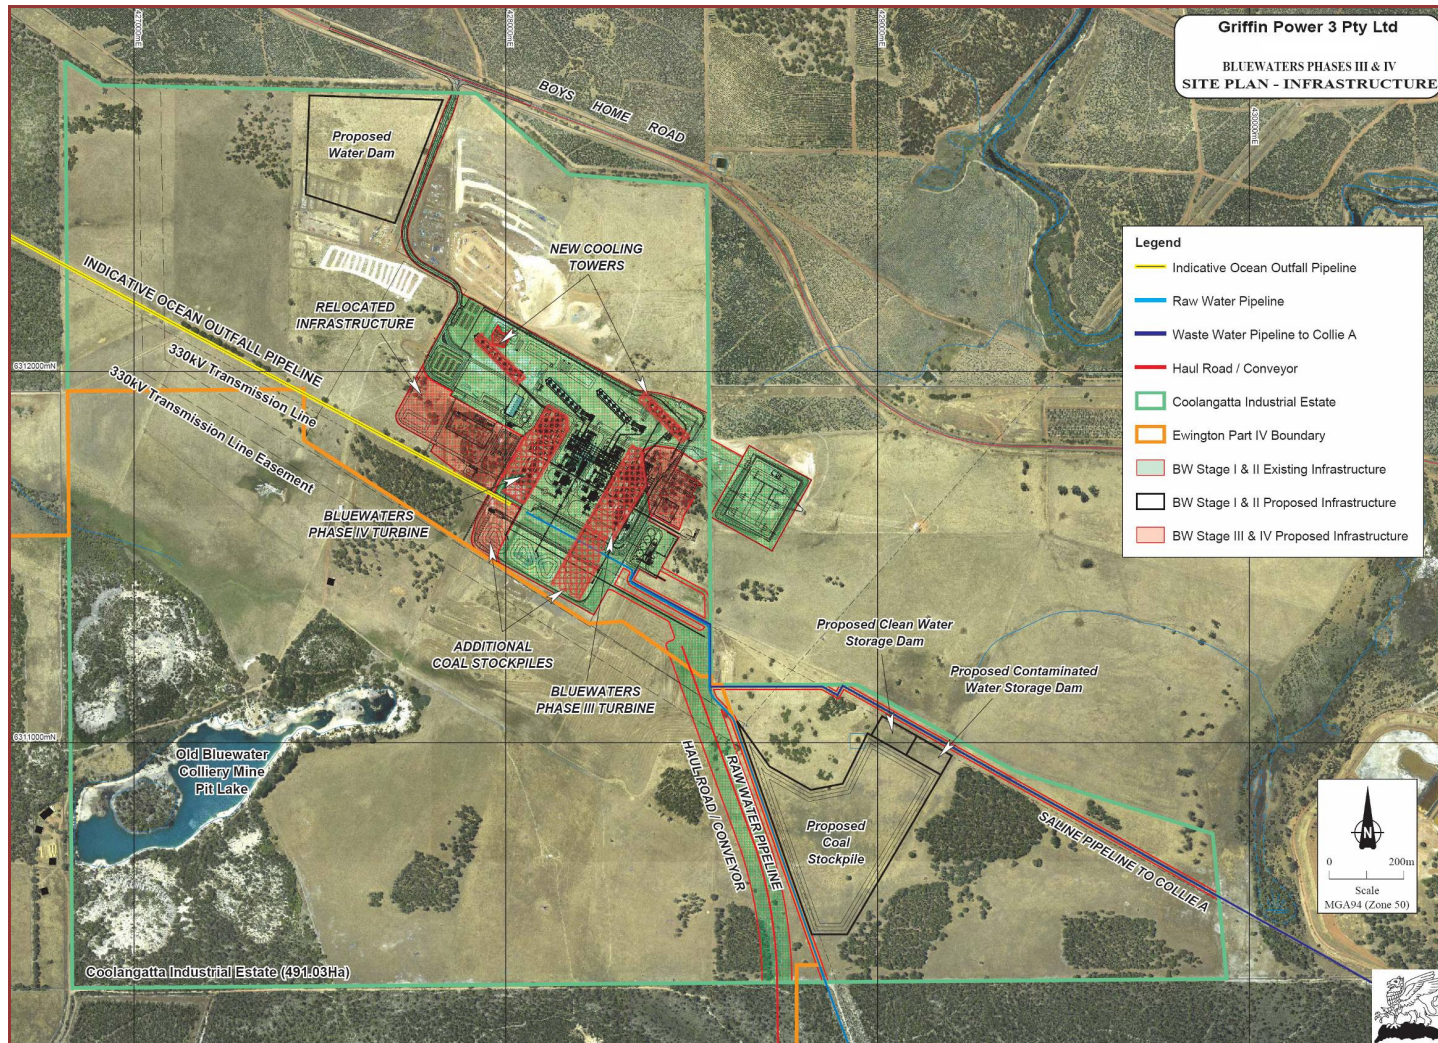 427000mE
428000mE
429000mE
430000mE
Griffin Power 3 Pty Ltd
BLUEWATERS PHASES III & IV
SITE PLAN - INFRASTRUCTURE
BOYS HOME ROAD
Proposed
Water Dam
NEW COOLING
TOWERS
RELOCATED
INFRASTRUCTURE
INDICATIVE OCEAN OUTFALL PIPELINE
330kV Transmission Line
330kV Transmission Line Easement
6312000mN
Legend
Indicative Ocean Outfall Pipeline
Raw Water Pipeline
Waste Water Pipeline to Collie A
Haul Road / Conveyor
Coolangatta Industrial Estate
Ewington Part IV Boundary
BW Stage I & II Existing Infrastructure
BW Stage I & II Proposed Infrastructure
BW Stage III & IV Proposed Infrastructure
BLUEWATERS
PHASE IV TURBINE
ADDITIONAL
COAL STOCKPILES
BLUEWATERS
PHASE III TURBINE
Proposed Clean Water
Storage Dam
Proposed Contaminated
Water Storage Dam
6311000mN
Old Bluewater
Colliery Mine
Pit Lake
HAUL ROAD / CONVEYOR
RAW WATER PIPELINE
Proposed
Coal
Stockpile
SALINE PIPELINE TO COLLIE A
N
0 200m
Scale
MGA94 (Zone 50)
Coolangatta Industrial Estate (491.03Ha)